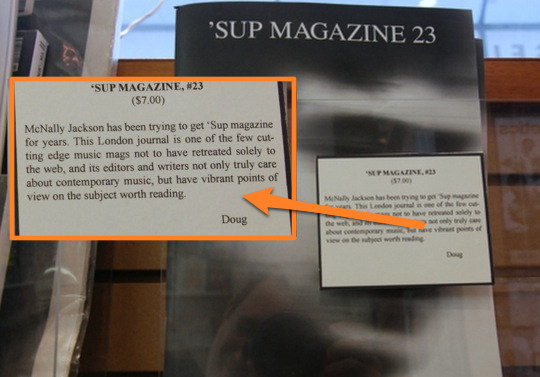 ’SUP MAGAZINE 23
’SUP MAGAZINE, #23
($7.00)
McNally Jackson has been trying to get ‘Sup magazine
for years. This London journal is one of the few cut-
ting edge music mags not to have retreated solely to
the web, and its editors and writers not only truly care
about contemporary music, but have vibrant points of
view on the subject worth reading.
Doug
’SUP MAGAZINE, #23
($7.00)
McNally Jackson has been trying to get ‘Sup magazine
for years. This London journal is one of the few cut-
ting edge music mags not to have retreated solely to
the web, and its ed not only truly care
about contemporary music, but have vibrant points of
view on the subject worth reading.
Doug